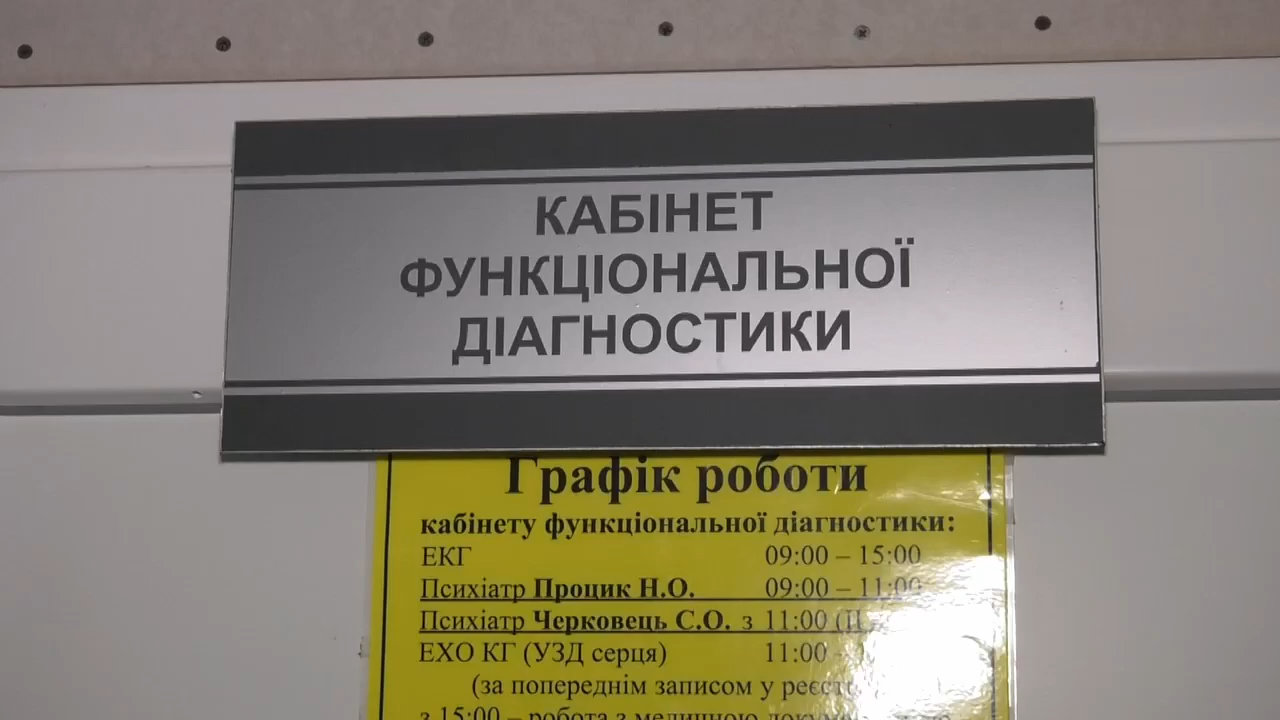 КАБІНЕТ
ФУНКЦІОНАЛЬНОЇ
ДІАГНОСТИКИ
Графік роботи
кабінету функціональної діагностики:
ЕКГ 09:00 – 15:00
Психіатр Процик Н.О. 09:00 – 11:00
Психіатр Черковець С.О. з 11:00
ЕХО КГ (УЗД серця) 11:00 -
(за попереднім записом у
з 15:00 – робота з медичною